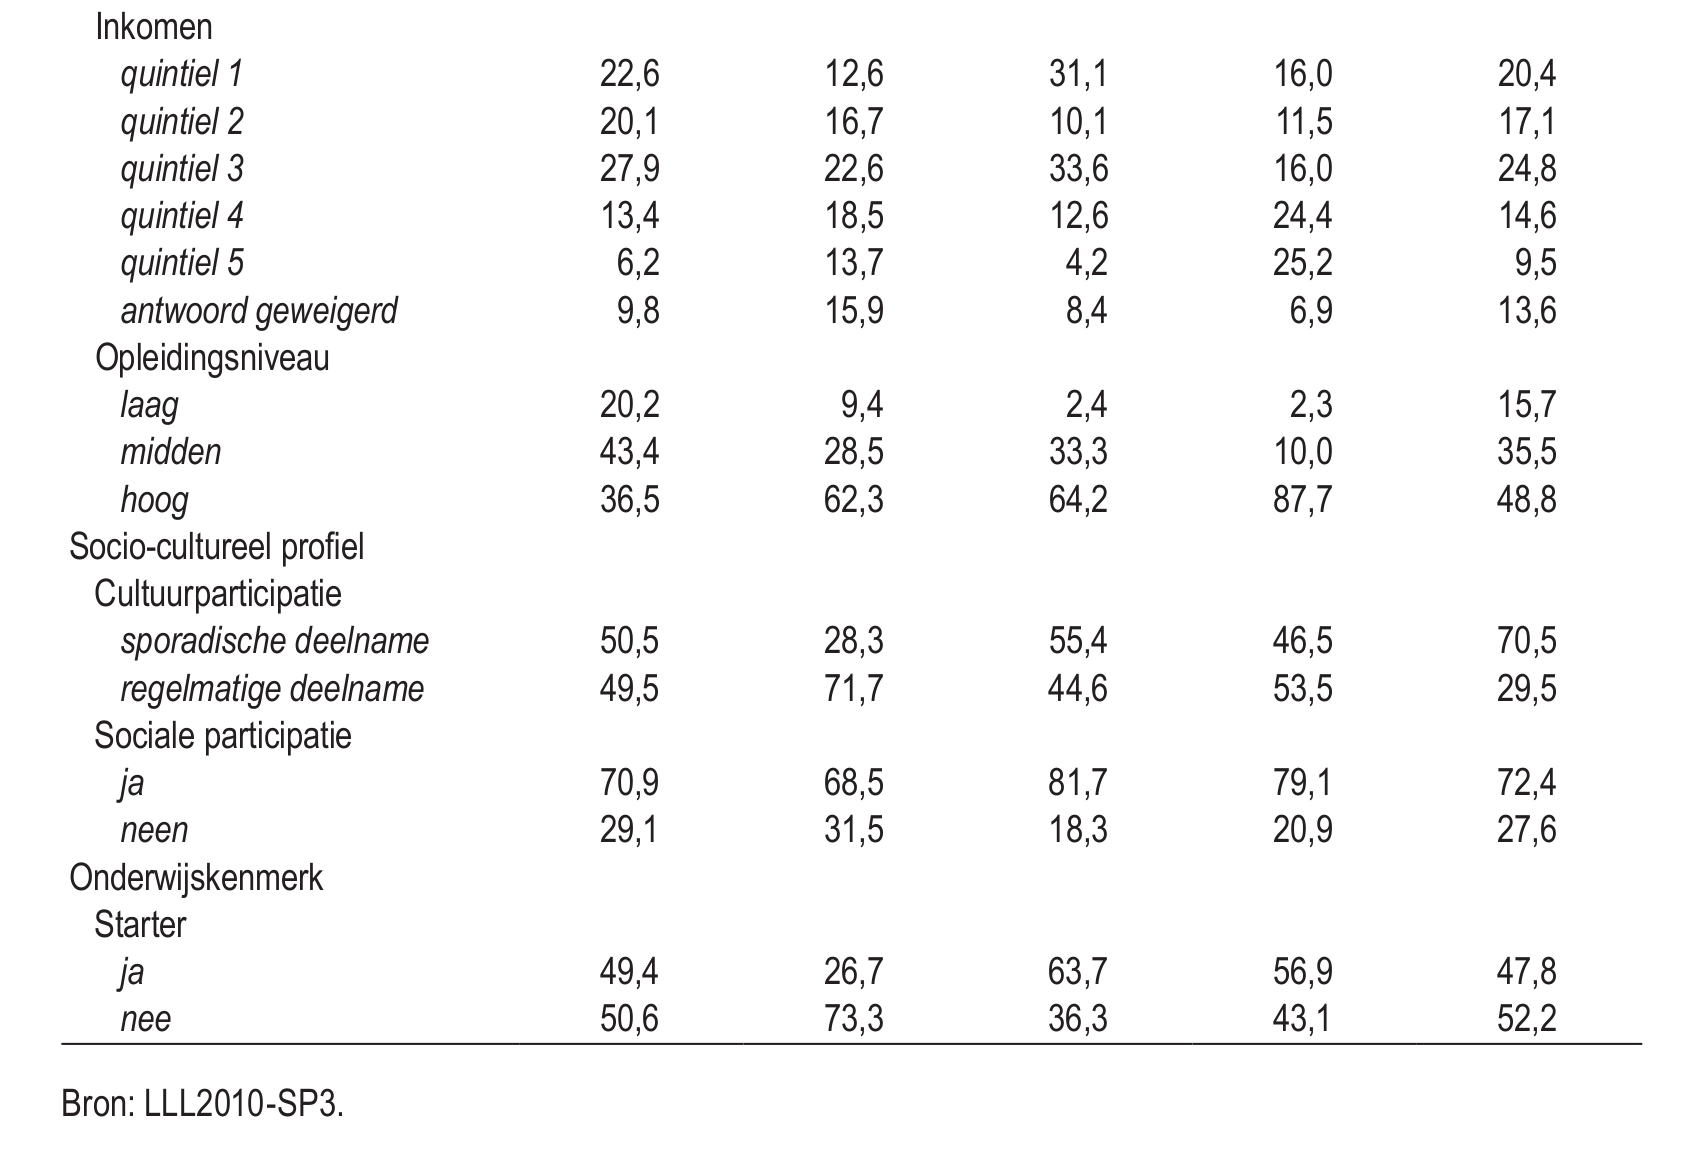 Inkomen
quintiel 1 22,6 12,6 31,1 16,0 20,4
quintiel 2 20,1 16,7 10,1 11,5 17,1
quintiel 3 27,9 22,6 33,6 16,0 24,8
quintiel 4 13,4 18,5 12,6 24,4 14,6
quintiel 5 6,2 13,7 4,2 25,2 9,5
antwoord geweigerd 9,8 15,9 8,4 6,9 13,6
Opleidingsniveau
laag 20,2 9,4 2,4 2,3 15,7
midden 43,4 28,5 33,3 10,0 35,5
hoog 36,5 62,3 64,2 87,7 48,8
Socio-cultureel profiel
Cultuurparticipatie
sporadische deelname 50,5 28,3 55,4 46,5 70,5
regelmatige deelname 49,5 71,7 44,6 53,5 29,5
Sociale participatie
ja 70,9 68,5 81,7 79,1 72,4
neen 29,1 31,5 18,3 20,9 27,6
Onderwijskenmerk
Starter
ja 49,4 26,7 63,7 56,9 47,8
nee 50,6 73,3 36,3 43,1 52,2
Bron: LLL2010-SP3.